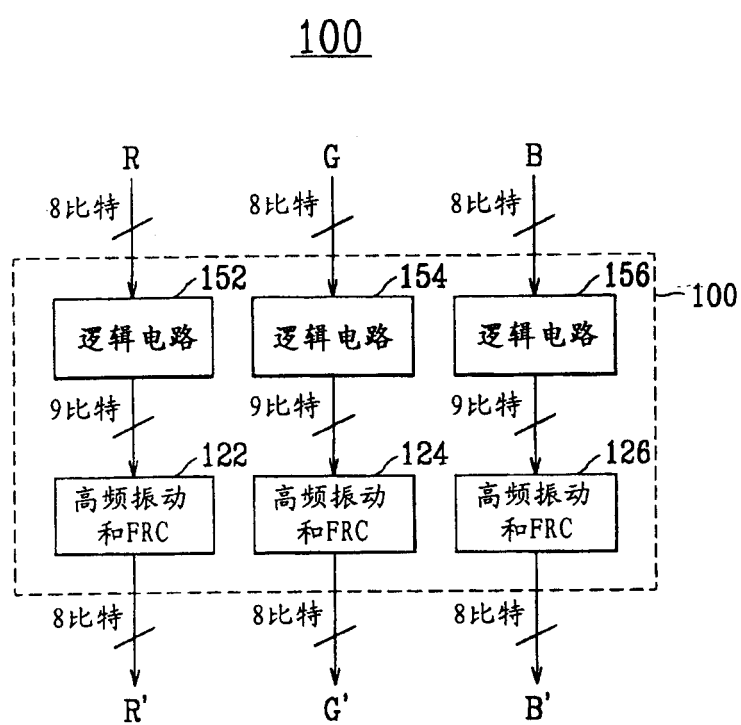 100
R G B
8比特 8比特 8比特
152 154 156
100
逻辑电路 逻辑电路 逻辑电路
9比特 9比特 9比特
122 124 126
高频振动 高频振动 高频振动
和FRC 和FRC 和FRC
8比特 8比特 8比特
R' G' B'